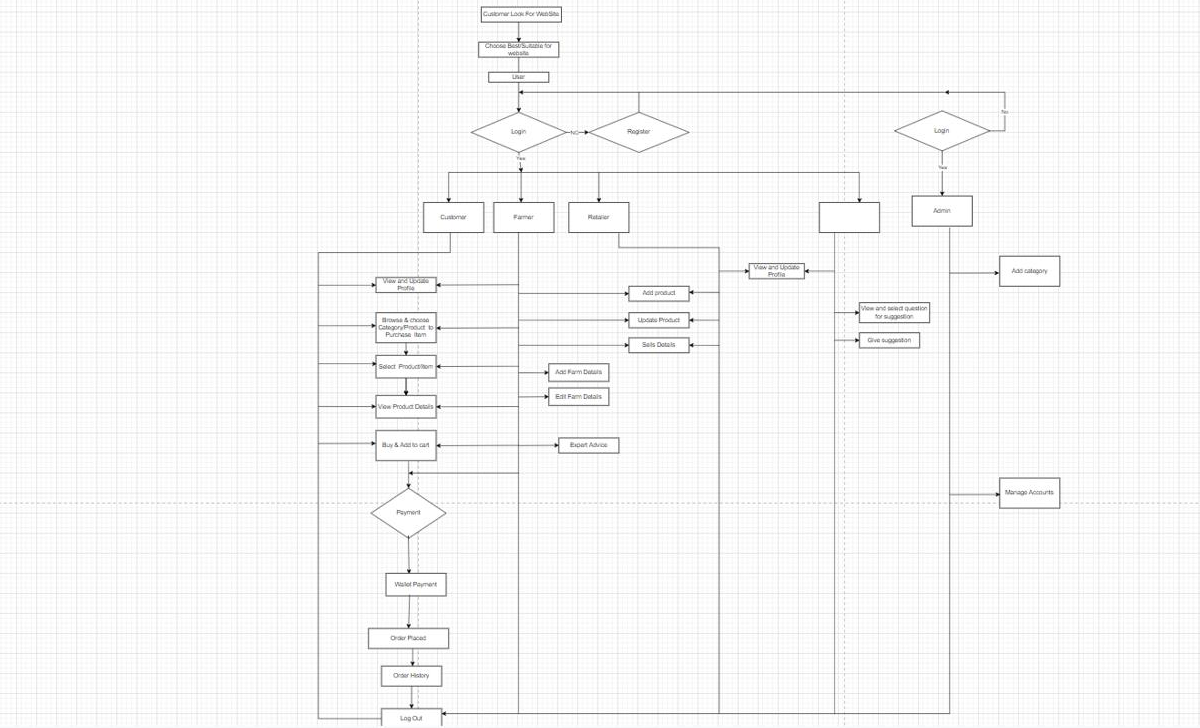 Customer Look For WebSite
Choose Best/Suitable for
website
User
Login
NO
Register
Login
Yes
Yes
Customer
Farmer
Retailer
Admin
View and Update
Profile
View and Update
Profile
Add category
Add product
Browse & choose
Category/Product to
Purchase Item
Update Product
View and select question
for suggestion
Give suggestion
Sells Details
Select Product/Item
Add Farm Details
Edit Farm Details
View Product Details
Buy & Add to cart
Expert Advice
Manage Accounts
Payment
Wallet Payment
Order Placed
Order History
Log Out